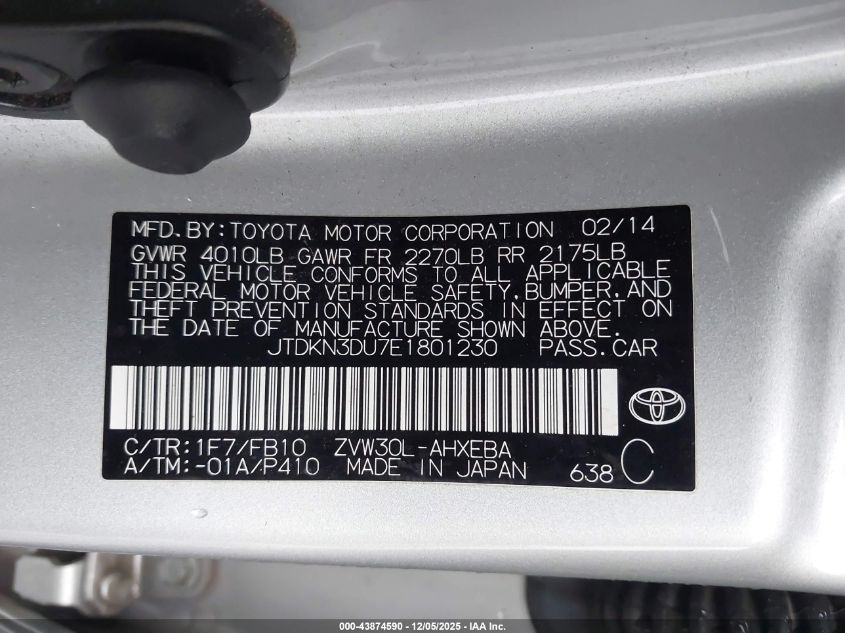 MFD.BY:TOYOTA MOTOR CORPORATION 02/14
GVWR 4010LB GAWR FR 2270LB RR 2175LB
THIS VEHICLE CONFORMS TO ALL APPLICABLE
FEDERAL MOTOR VEHICLE SAFETY,BUMPER,AND
THEFT PREVENTION STANDARDS IN EFFECT ON
THE DATE OF MANUFACTURE SHOWN ABOVE.
JTDKN3DU7E1801230 PASS.CAR
C/TR:1F7/FB10 ZVW30L-AHXEBA
A/TM:-01A/P410 MADE IN JAPAN 638 C
000-43874590 - 12/05/2025 - IAA Inc.